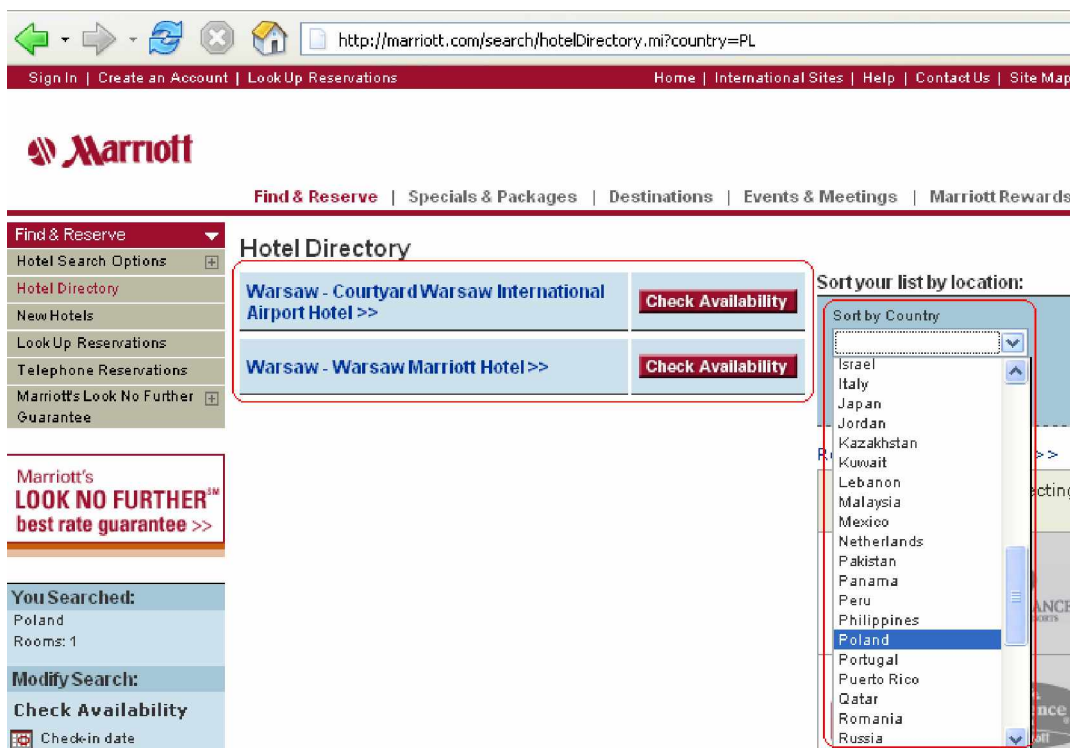 http://marriott.com/search/hotelDirectory.mi?country=PL
Sign In | Create an Account | Look Up Reservations
Home | International Sites | Help | Contact Us | Site Map
Marriott
Find & Reserve | Specials & Packages | Destinations | Events & Meetings | Marriott Rewards
Find & Reserve
Hotel Search Options
Hotel Directory
New Hotels
Look Up Reservations
Telephone Reservations
Marriott's Look No Further
Guarantee
Marriott's
LOOK NO FURTHER℠
best rate guarantee >>
You Searched:
Poland
Rooms: 1
Modify Search:
Check Availability
Check-in date
Hotel Directory
Warsaw - Courtyard Warsaw International
Airport Hotel >>
Check Availability
Warsaw - Warsaw Marriott Hotel >>
Check Availability
Sort your list by location:
Sort by Country
Israel
Italy
Japan
Jordan
Kazakhstan
Kuwait
Lebanon
Malaysia
Mexico
Netherlands
Pakistan
Panama
Peru
Philippines
Poland
Portugal
Puerto Rico
Qatar
Romania
Russia
>>